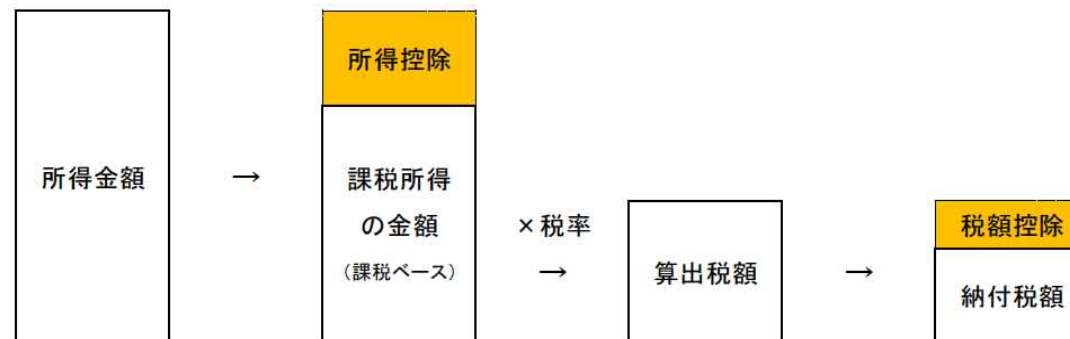 所得金額
→
所得控除
課税所得
の金額
(課税ベース)
×税率
→
算出税額
→
税額控除
納付税額